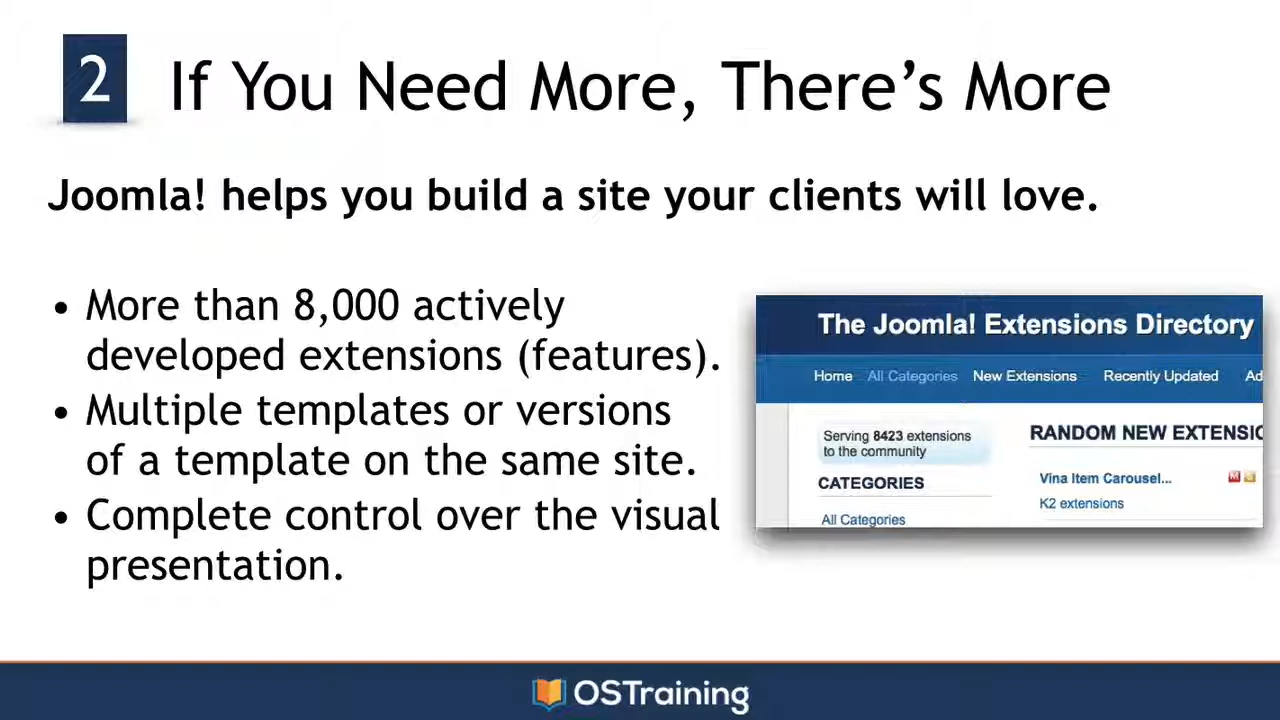 2
If You Need More, There’s More
Joomla! helps you build a site your clients will love.
• More than 8,000 actively
developed extensions (features).
• Multiple templates or versions
of a template on the same site.
• Complete control over the visual
presentation.
The Joomla! Extensions Directory
Home All Categories New Extensions Recently Updated Ad
Serving 8423 extensions
to the community
CATEGORIES
All Categories
RANDOM NEW EXTENSIO
Vina Item Carousel...
K2 extensions
OSTraining